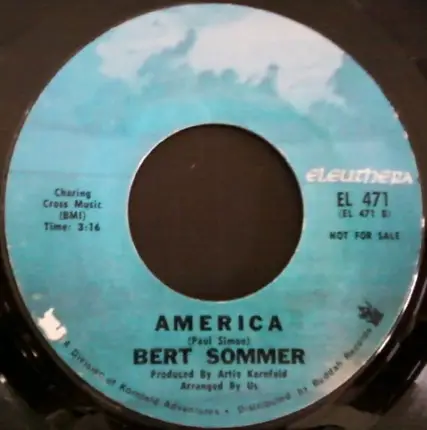 eleuthera
EL 471
(EL 471 B)
NOT FOR SALE
Charing
Cross Music
(BMI)
Time: 3:16
AMERICA
(Paul Simon)
BERT SOMMER
Produced by Artie Kornfeld
Arranged By Us
A Division of Kornfeld Adventures • Distributed by Buddah Records